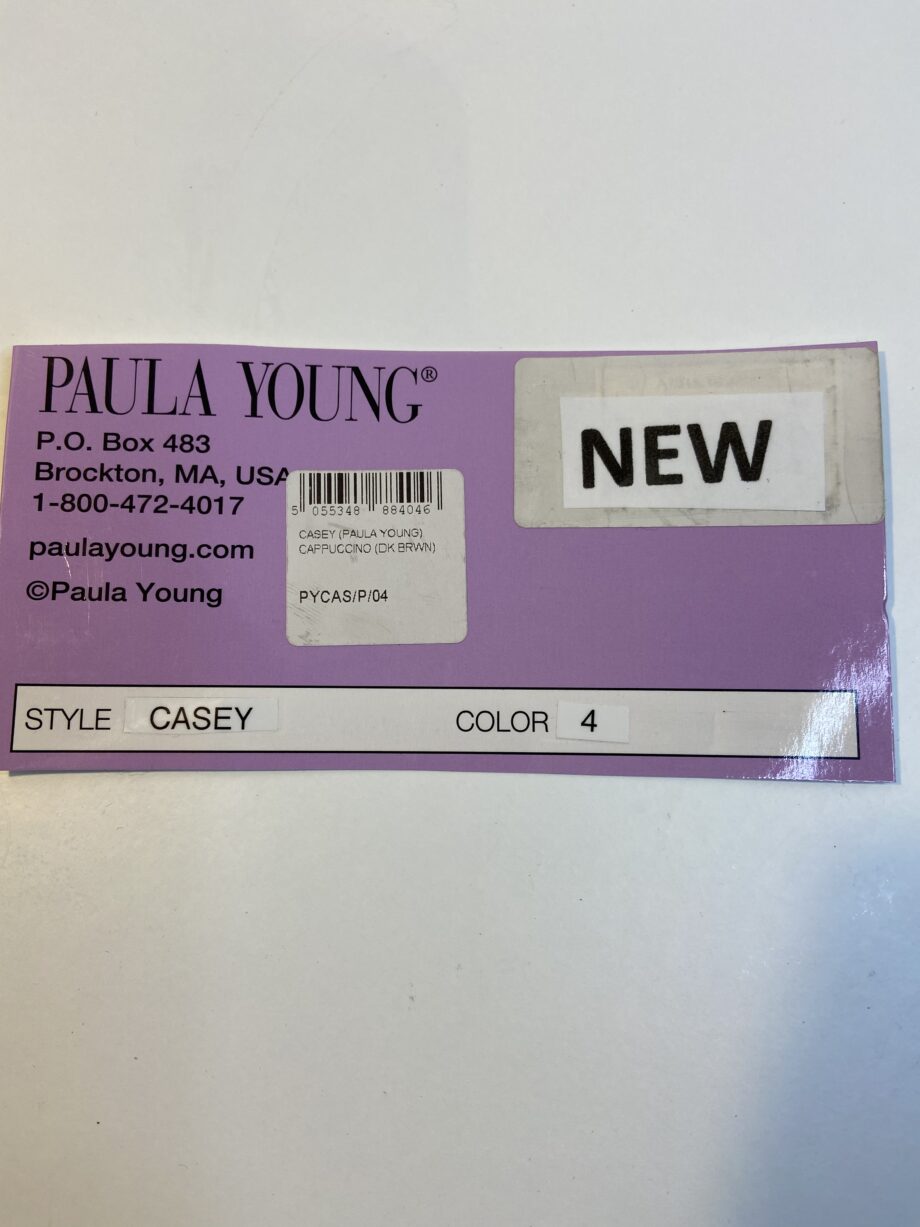 PAULA YOUNG®
P.O. Box 483
Brockton, MA, USA
1-800-472-4017
paulayoung.com
©Paula Young
NEW
5 055348 884046
CASEY (PAULA YOUNG)
CAPPUCCINO (DK BRWN)
PYCAS/P/04
STYLE CASEY COLOR 4